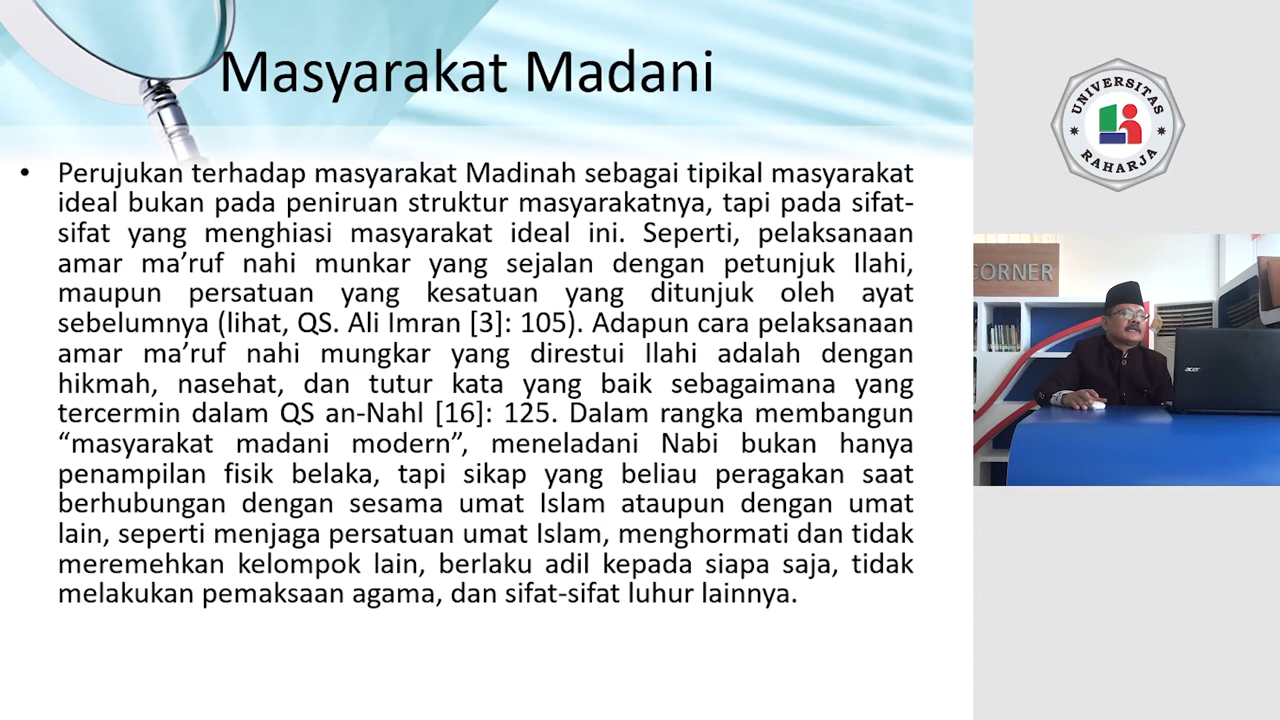 Masyarakat Madani
• Perujukan terhadap masyarakat Madinah sebagai tipikal masyarakat
ideal bukan pada peniruan struktur masyarakatnya, tapi pada sifat-
sifat yang menghiasi masyarakat ideal ini. Seperti, pelaksanaan
amar ma’ruf nahi munkar yang sejalan dengan petunjuk Ilahi,
maupun persatuan yang kesatuan yang ditunjuk oleh ayat
sebelumnya (lihat, QS. Ali Imran [3]: 105). Adapun cara pelaksanaan
amar ma’ruf nahi mungkar yang direstui Ilahi adalah dengan
hikmah, nasehat, dan tutur kata yang baik sebagaimana yang
tercermin dalam QS an-Nahl [16]: 125. Dalam rangka membangun
“masyarakat madani modern”, meneladani Nabi bukan hanya
penampilan fisik belaka, tapi sikap yang beliau peragakan saat
berhubungan dengan sesama umat Islam ataupun dengan umat
lain, seperti menjaga persatuan umat Islam, menghormati dan tidak
meremehkan kelompok lain, berlaku adil kepada siapa saja, tidak
melakukan pemaksaan agama, dan sifat-sifat luhur lainnya.
UNIVERSITAS
RAHARJA
CORNER
acer